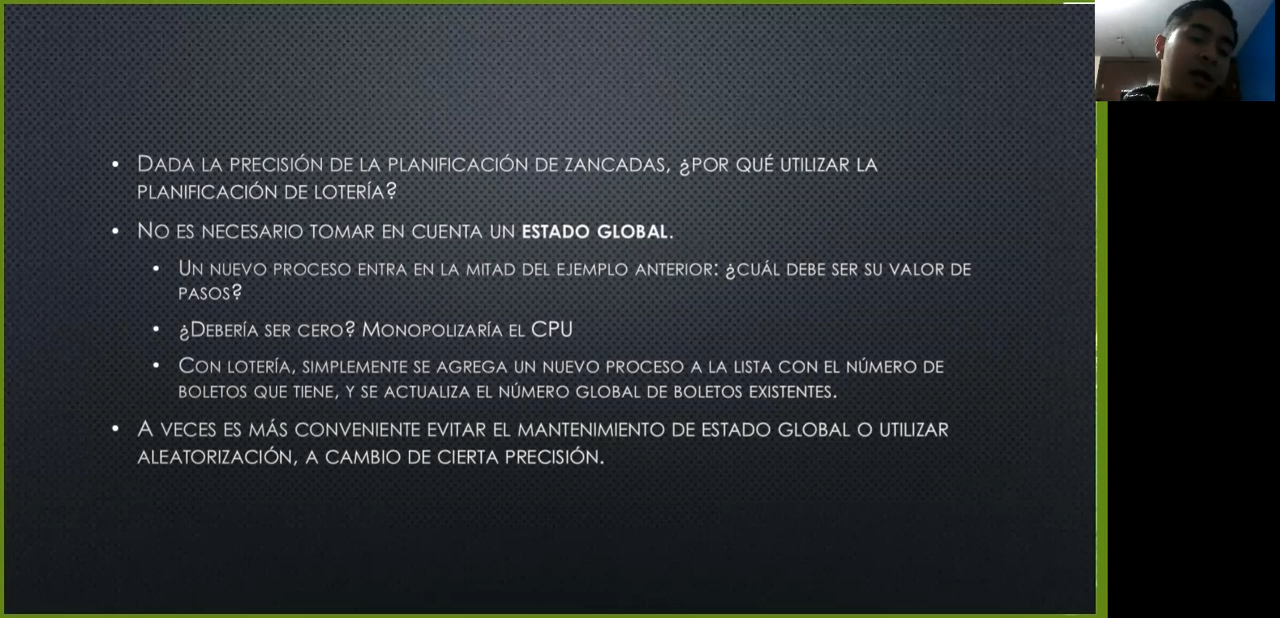 Dada la precisión de la planificación de zancadas, ¿por qué utilizar la
planificación de lotería?
No es necesario tomar en cuenta un estado global.
Un nuevo proceso entra en la mitad del ejemplo anterior: ¿cuál debe ser su valor de
pasos?
¿Debería ser cero? Monopolizaría el CPU
Con lotería, simplemente se agrega un nuevo proceso a la lista con el número de
boletos que tiene, y se actualiza el número global de boletos existentes.
A veces es más conveniente evitar el mantenimiento de estado global o utilizar
aleatorización, a cambio de cierta precisión.